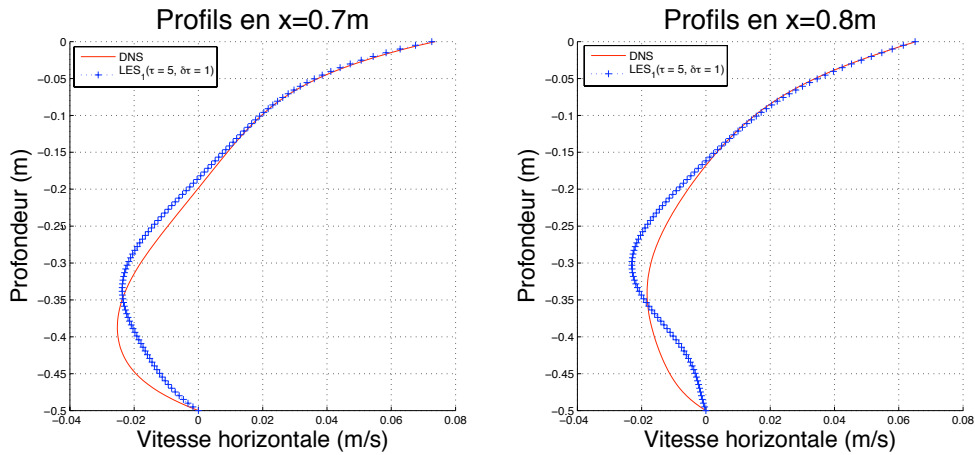 Profils en x=0.7m
DNS
LES1(τ = 5, δτ = 1)
0
−0.05
−0.1
−0.15
−0.2
−0.25
−0.3
−0.35
−0.4
−0.45
−0.5
Profondeur (m)
−0.04 −0.02 0 0.02 0.04 0.06 0.08
Vitesse horizontale (m/s)
Profils en x=0.8m
DNS
LES1(τ = 5, δτ = 1)
0
−0.05
−0.1
−0.15
−0.2
−0.25
−0.3
−0.35
−0.4
−0.45
−0.5
Profondeur (m)
−0.04 −0.02 0 0.02 0.04 0.06 0.08
Vitesse horizontale (m/s)